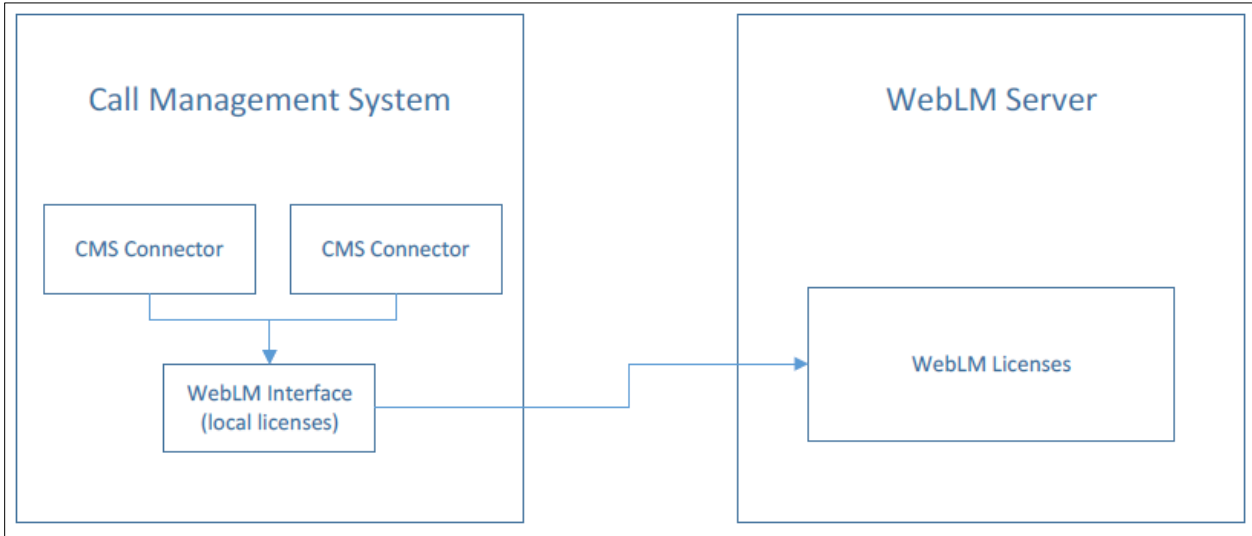 Call Management System
WebLM Server
CMS Connector
CMS Connector
WebLM Interface
(local licenses)
WebLM Licenses